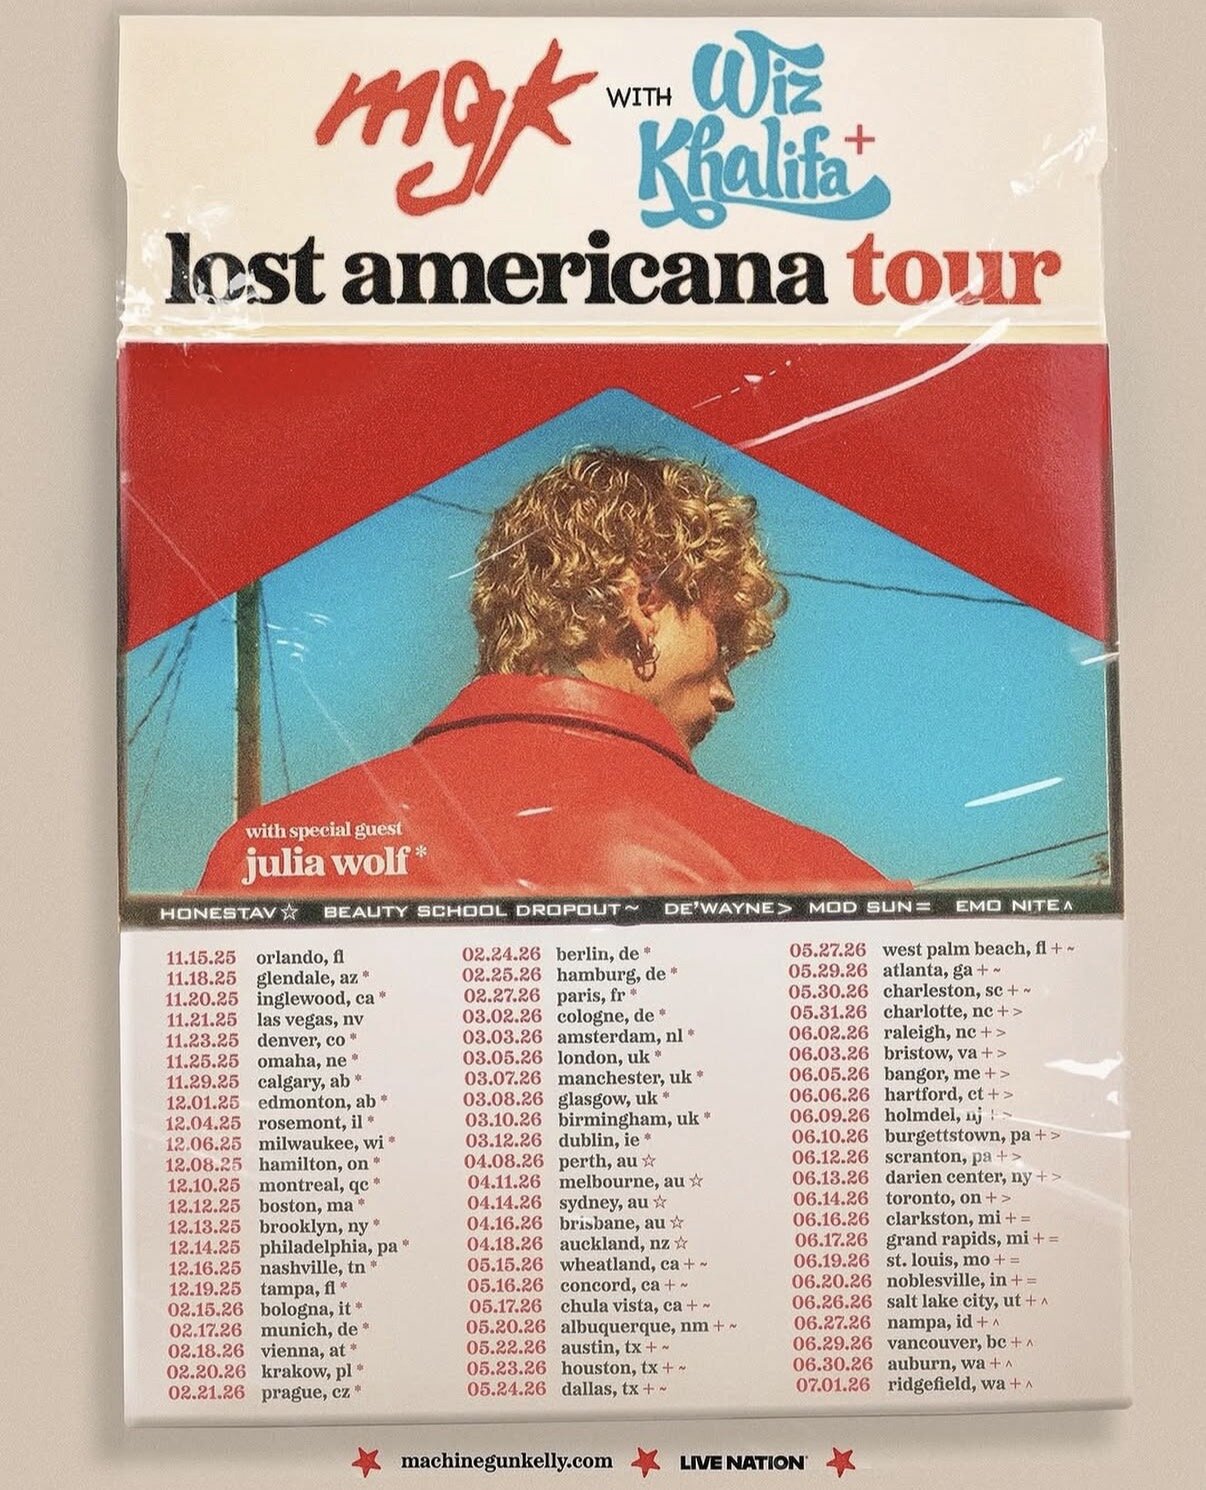 mgk WITH Wiz Khalifa+
lost americana tour
with special guest
julia wolf*
HONESTAV☆ BEAUTY SCHOOL DROPOUT~ DE'WAYNE> MOD SUN= EMO NITE^
11.15.25 orlando, fl
11.18.25 glendale, az *
11.20.25 inglewood, ca *
11.21.25 las vegas, nv
11.23.25 denver, co *
11.25.25 omaha, ne *
11.29.25 calgary, ab *
12.01.25 edmonton, ab *
12.04.25 rosemont, il *
12.06.25 milwaukee, wi *
12.08.25 hamilton, on *
12.10.25 montreal, qc *
12.12.25 boston, ma *
12.13.25 brooklyn, ny *
12.14.25 philadelphia, pa *
12.16.25 nashville, tn *
12.19.25 tampa, fl *
02.15.26 bologna, it *
02.17.26 munich, de *
02.18.26 vienna, at *
02.20.26 krakow, pl *
02.21.26 prague, cz *
02.24.26 berlin, de *
02.25.26 hamburg, de *
02.27.26 paris, fr *
03.02.26 cologne, de *
03.03.26 amsterdam, nl *
03.05.26 london, uk *
03.07.26 manchester, uk *
03.08.26 glasgow, uk *
03.10.26 birmingham, uk *
03.12.26 dublin, ie *
04.08.26 perth, au ☆
04.11.26 melbourne, au ☆
04.14.26 sydney, au ☆
04.16.26 brisbane, au ☆
04.18.26 auckland, nz ☆
05.15.26 wheatland, ca + ~
05.16.26 concord, ca + ~
05.17.26 chula vista, ca + ~
05.20.26 albuquerque, nm + ~
05.22.26 austin, tx + ~
05.23.26 houston, tx + ~
05.24.26 dallas, tx + ~
05.27.26 west palm beach, fl + ~
05.29.26 atlanta, ga + ~
05.30.26 charleston, sc + ~
05.31.26 charlotte, nc + >
06.02.26 raleigh, nc + >
06.03.26 bristow, va + >
06.05.26 bangor, me + >
06.06.26 hartford, ct + >
06.09.26 holmdel, nj + >
06.10.26 burgettstown, pa + >
06.12.26 scranton, pa + >
06.13.26 darien center, ny + >
06.14.26 toronto, on + >
06.16.26 clarkston, mi + =
06.17.26 grand rapids, mi + =
06.19.26 st. louis, mo + =
06.20.26 noblesville, in + =
06.26.26 salt lake city, ut + ^
06.27.26 nampa, id + ^
06.29.26 vancouver, bc + ^
06.30.26 auburn, wa + ^
07.01.26 ridgefield, wa + ^
machinegunkelly.com LIVE NATION